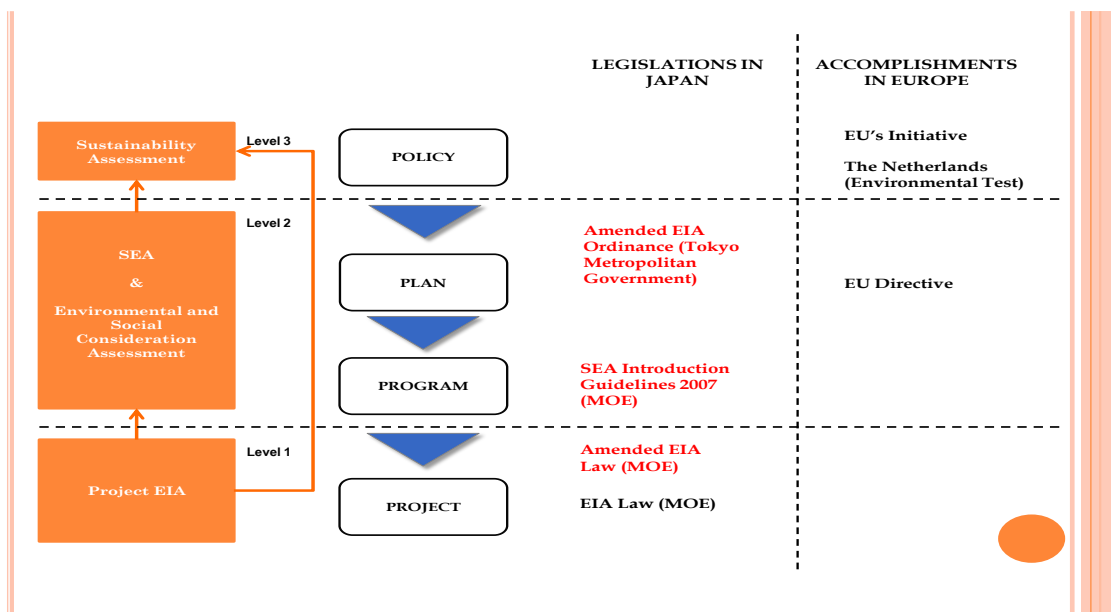 LEGISLATIONS IN
JAPAN
ACCOMPLISHMENTS
IN EUROPE
Sustainability
Assessment
Level 3
POLICY
EU's Initiative
The Netherlands
(Environmental Test)
SEA
&
Environmental and
Social
Consideration
Assessment
Level 2
PLAN
Amended EIA
Ordinance (Tokyo
Metropolitan
Government)
EU Directive
PROGRAM
SEA Introduction
Guidelines 2007
(MOE)
Project EIA
Level 1
PROJECT
Amended EIA
Law (MOE)
EIA Law (MOE)